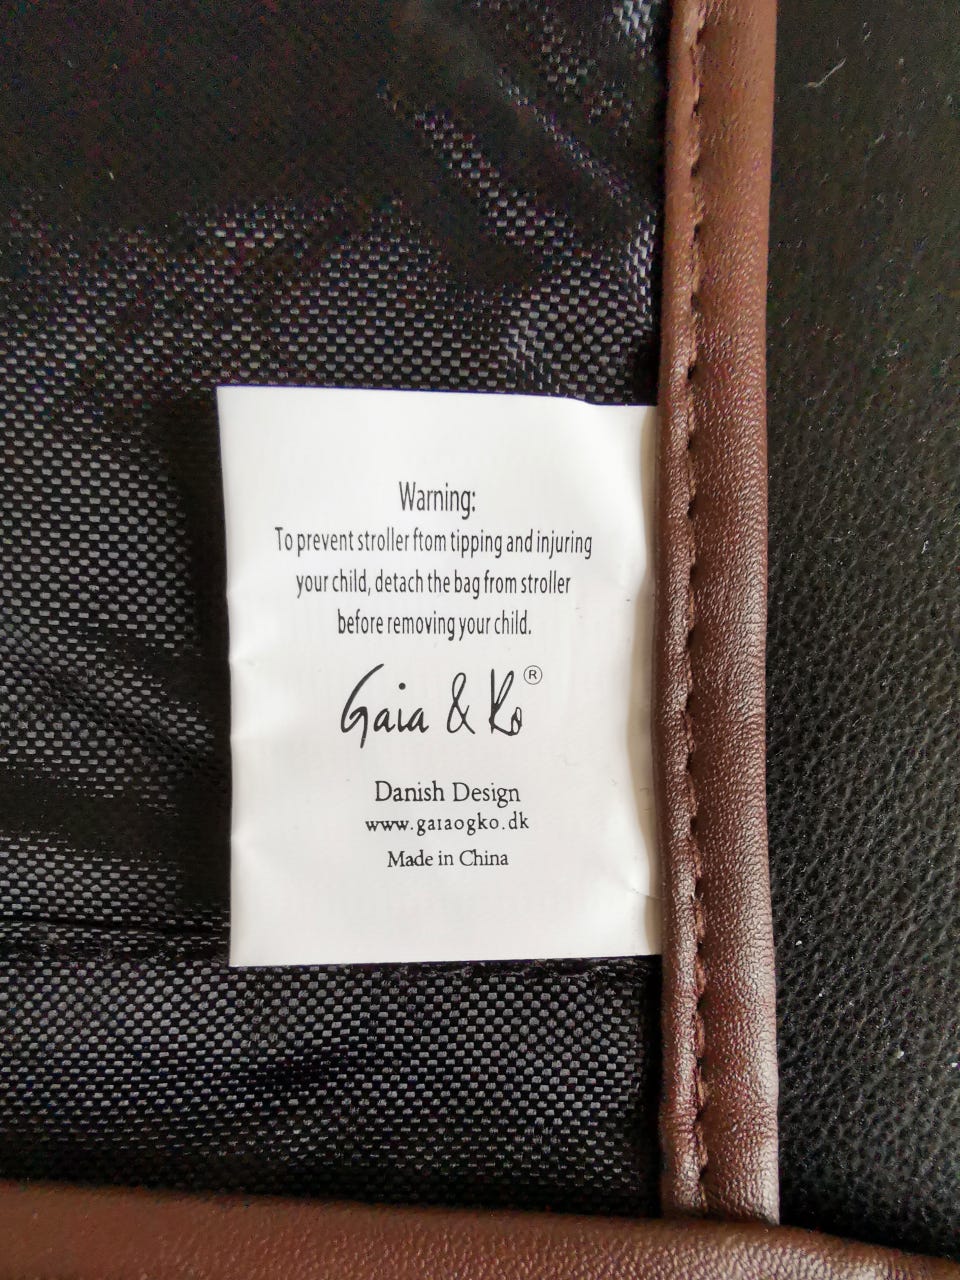 Warning:
To prevent stroller ftom tipping and injuring
your child, detach the bag from stroller
before removing your child.
Gaia & Ko ®
Danish Design
www.gaiaogko.dk
Made in China